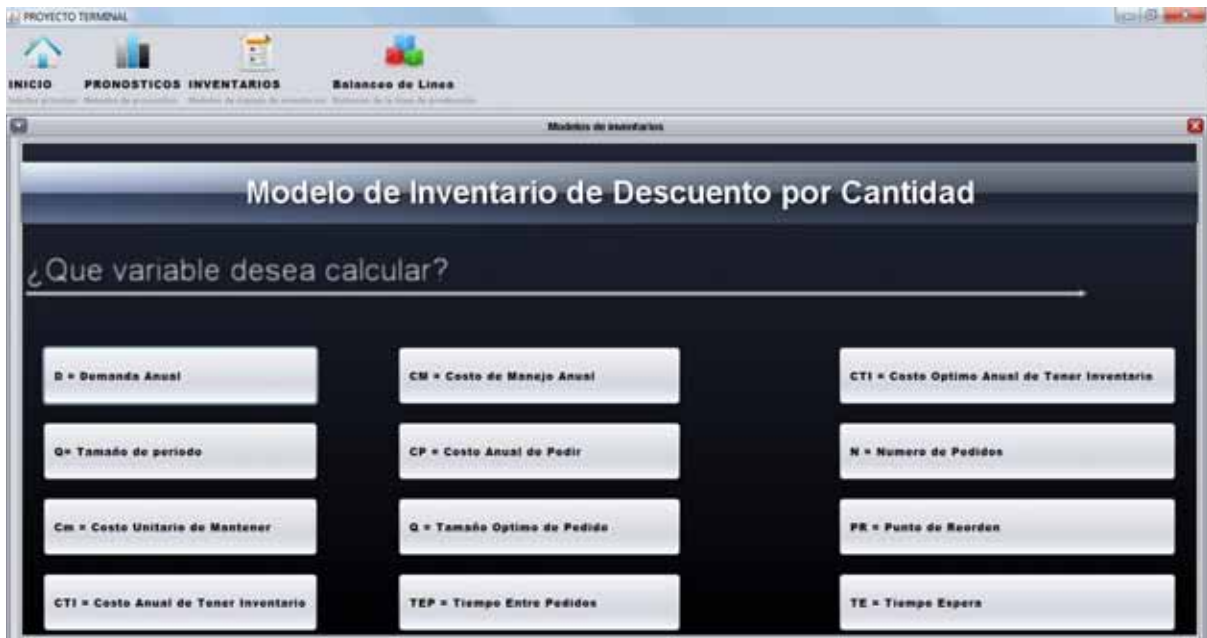 PROYECTO TERMINAL
INICIO PRONOSTICOS INVENTARIOS Balanceo de Linea
Modelos de inventarios
Modelo de Inventario de Descuento por Cantidad
¿Que variable desea calcular?
D = Demanda Anual
CM = Costo de Manejo Anual
CTI = Costo Optimo Anual de Tener Inventario
Q= Tamaño de periodo
CP = Costo Anual de Pedir
N = Numero de Pedidos
Cm = Costo Unitario de Mantener
Q = Tamaño Optimo de Pedido
PR = Punto de Reorden
CTI = Costo Anual de Tener Inventario
TEP = Tiempo Entre Pedidos
TE = Tiempo Espera